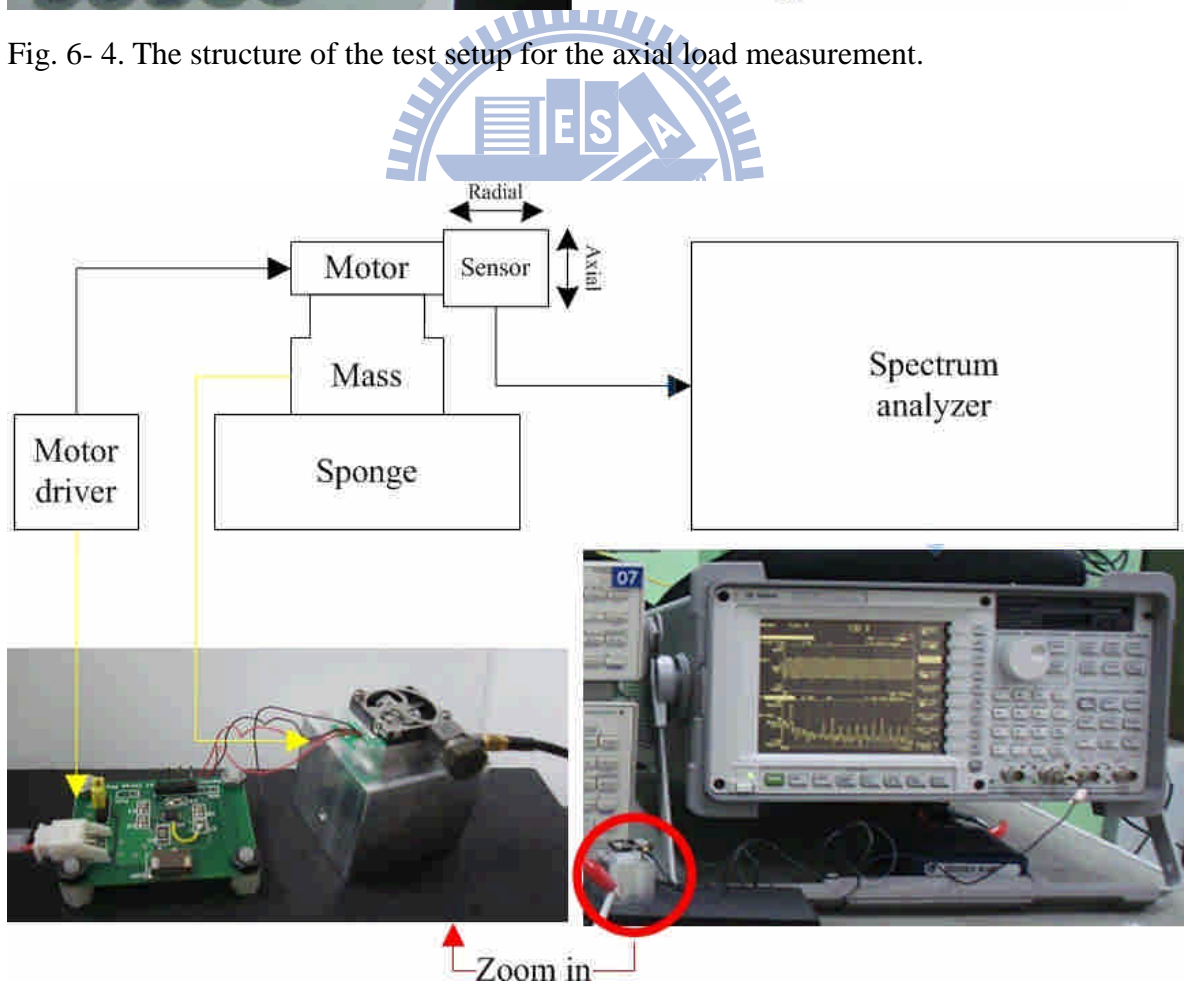 Fig. 6- 4. The structure of the test setup for the axial load measurement.
E S A
Radial
Motor
Sensor
Axial
Mass
Spectrum
analyzer
Motor
driver
Sponge
07
Zoom in